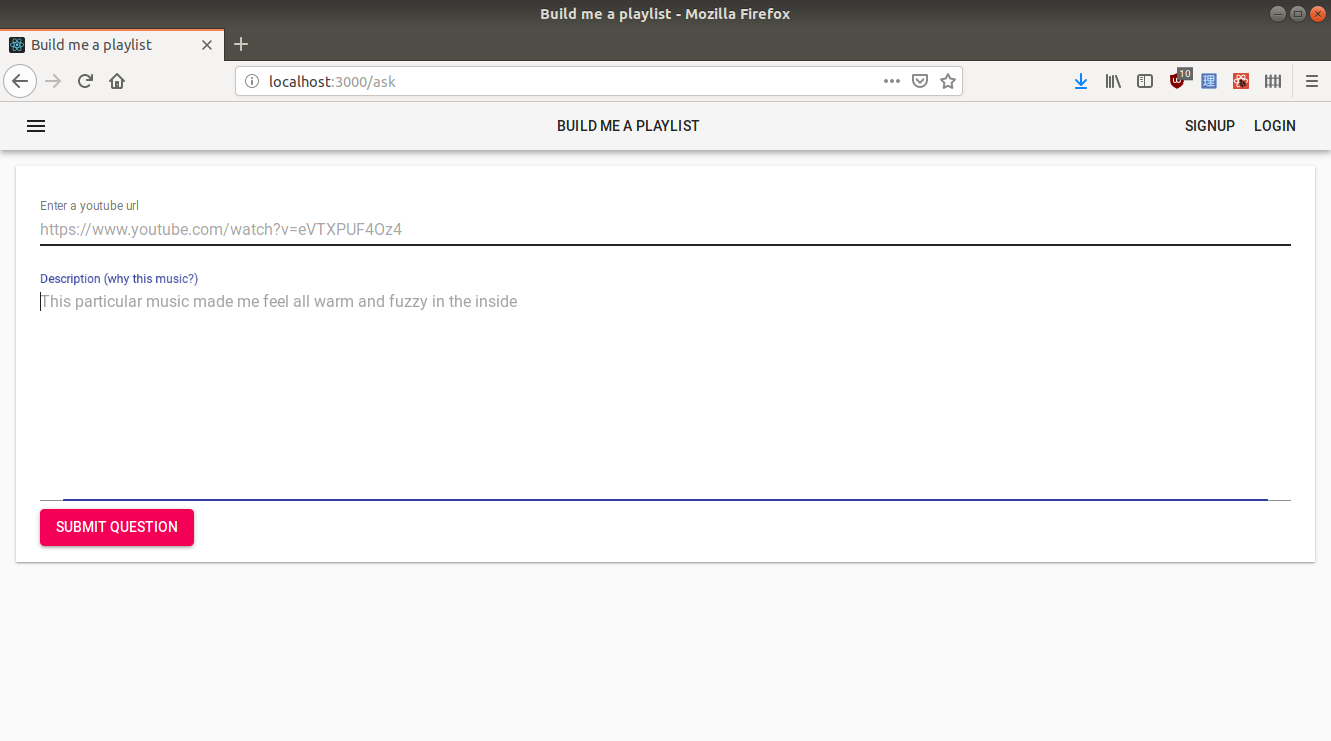 Build me a playlist - Mozilla Firefox
Build me a playlist
localhost:3000/ask
10
理
BUILD ME A PLAYLIST
SIGNUP LOGIN
Enter a youtube url
https://www.youtube.com/watch?v=eVTXPUF4Oz4
Description (why this music?)
This particular music made me feel all warm and fuzzy in the inside
SUBMIT QUESTION